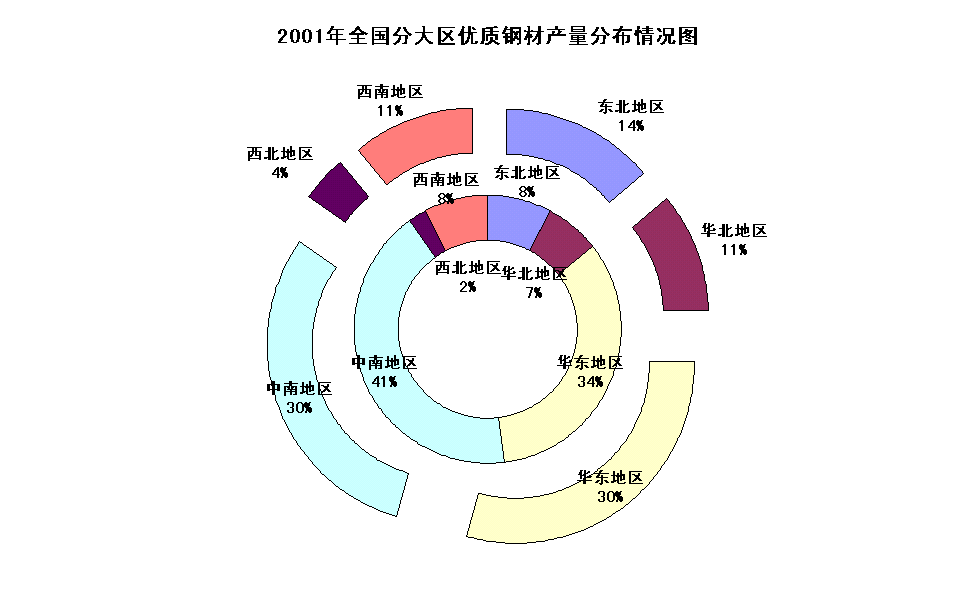 2001年全国分大区优质钢材产量分布情况图
西南地区
11%
东北地区
14%
西北地区
4%
西南地区
8%
东北地区
8%
华北地区
11%
西北地区
2%
华北地区
7%
中南地区
41%
华东地区
34%
中南地区
30%
华东地区
30%